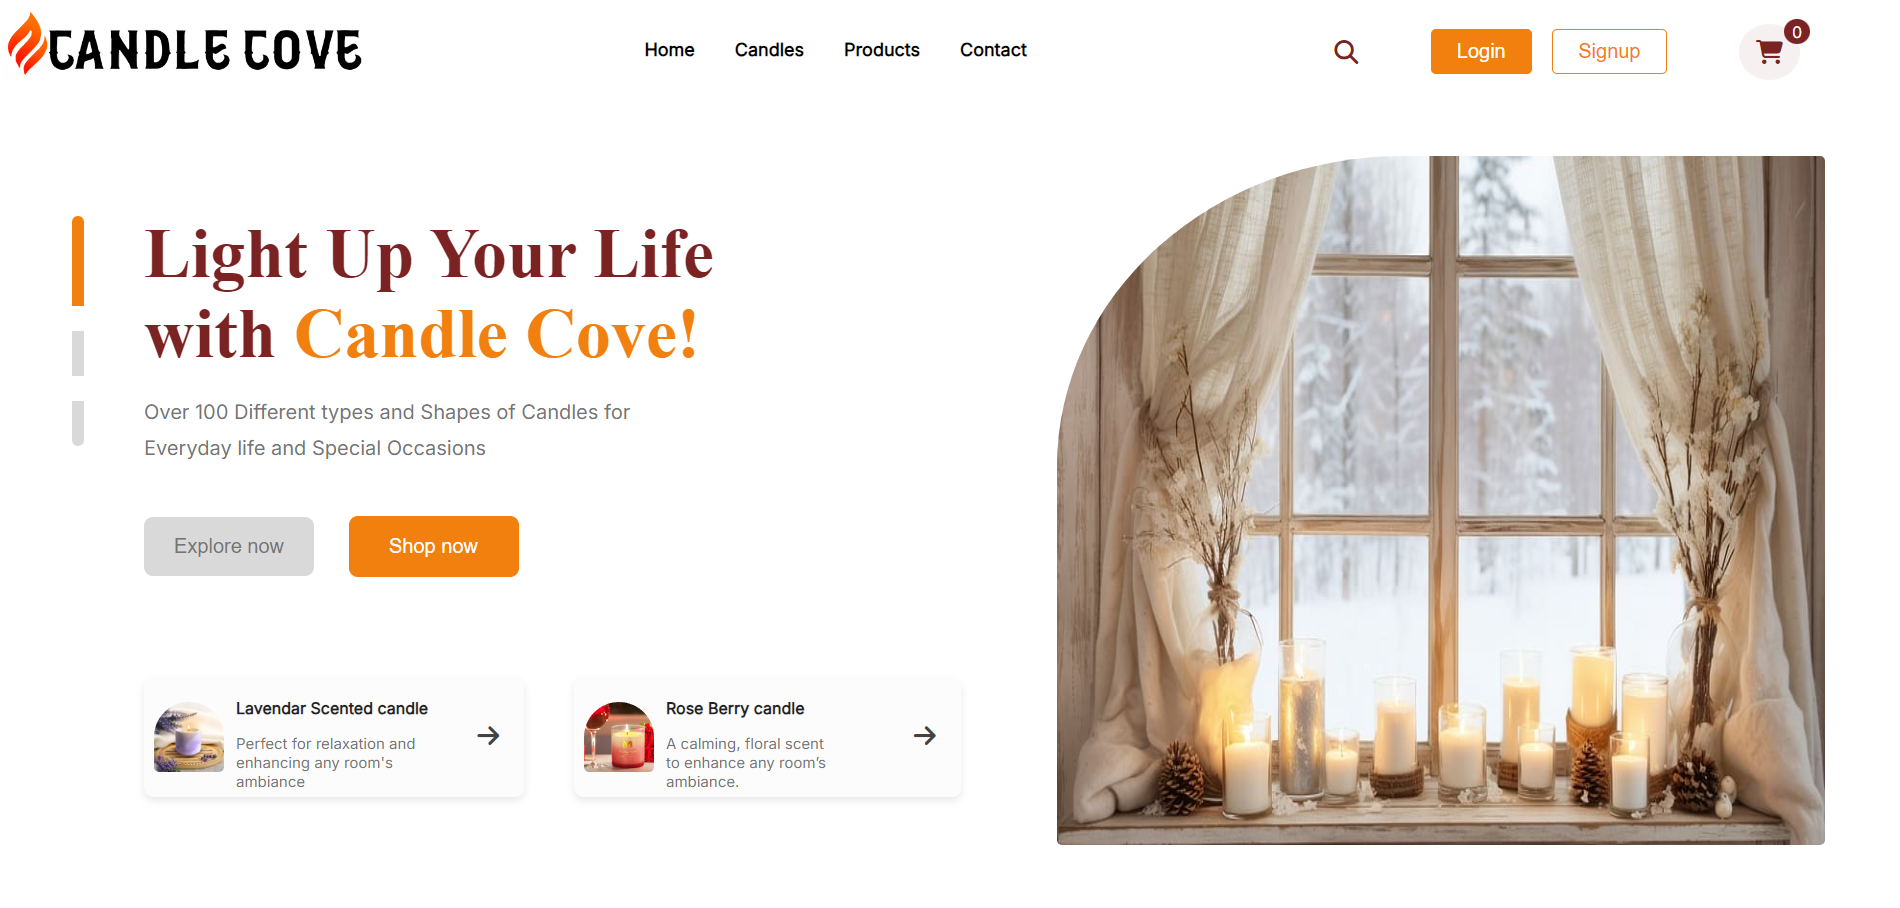 CANDLE COVE
Home Candles Products Contact
Login Signup 0
Light Up Your Life
with Candle Cove!
Over 100 Different types and Shapes of Candles for
Everyday life and Special Occasions
Explore now Shop now
Lavendar Scented candle
Perfect for relaxation and
enhancing any room's
ambiance
Rose Berry candle
A calming, floral scent
to enhance any room’s
ambiance.